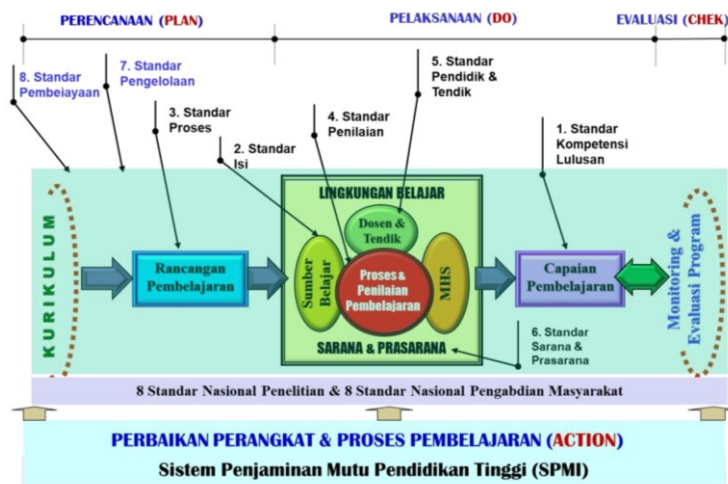 PERENCANAAN (PLAN)
PELAKSANAAN (DO)
EVALUASI (CHEK)
8. Standar
Pembeiayaan
7. Standar
Pengelolaan
3. Standar
Proses
2. Standar
Isi
4. Standar
Penilaian
5. Standar
Pendidik &
Tendik
1. Standar
Kompetensi
Lulusan
KURIKULUM
Rancangan
Pembelajaran
LINGKUNGAN BELAJAR
Dosen &
Tendik
Sumber
Belajar
Proses &
Penilaian
Pembelajaran
MHS
SARANA & PRASARANA
Capaian
Pembelajaran
Monitoring &
Evaluasi Program
6. Standar
Sarana &
Prasarana
8 Standar Nasional Penelitian & 8 Standar Nasional Pengabdian Masyarakat
PERBAIKAN PERANGKAT & PROSES PEMBELAJARAN (ACTION)
Sistem Penjaminan Mutu Pendidikan Tinggi (SPMI)